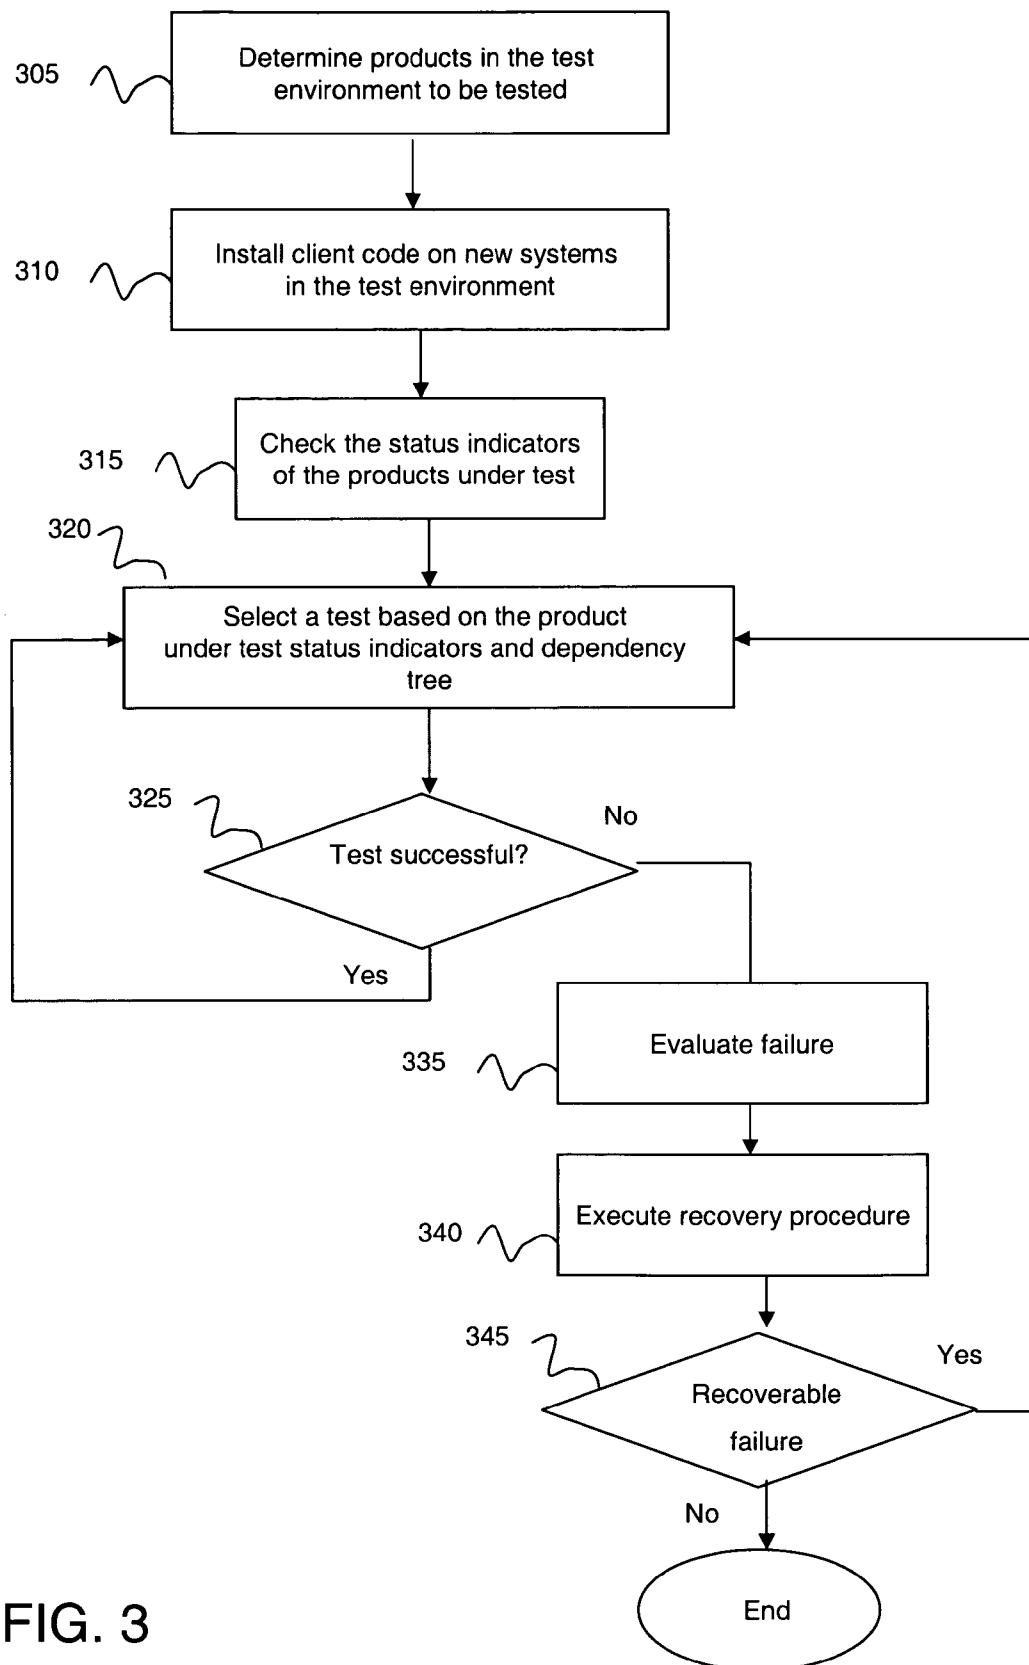 305
Determine products in the test
environment to be tested
310
Install client code on new systems
in the test environment
315
Check the status indicators
of the products under test
320
Select a test based on the product
under test status indicators and dependency
tree
325
Test successful?
No
Yes
335
Evaluate failure
340
Execute recovery procedure
345
Recoverable
failure
Yes
No
End
FIG. 3